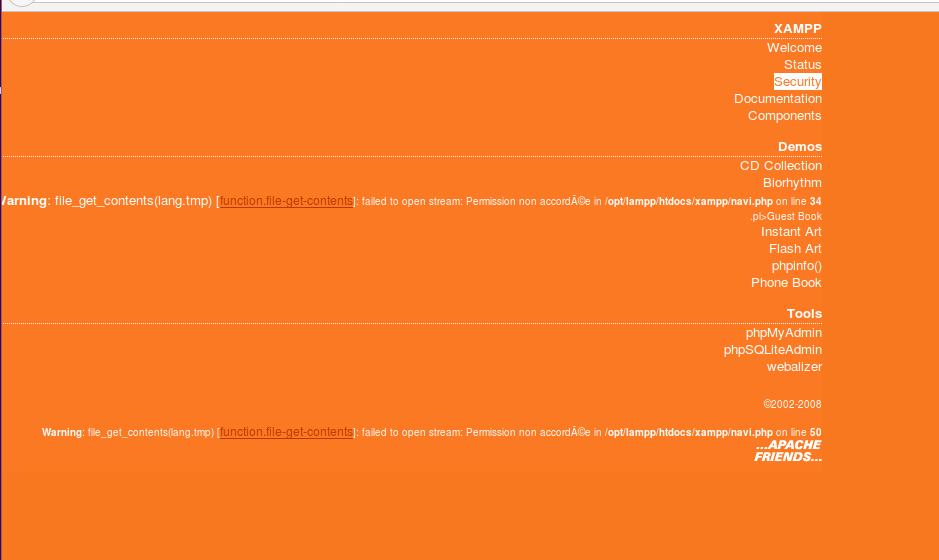 XAMPP
Welcome
Status
Security
Documentation
Components
Demos
CD Collection
Biorhythm
Warning: file_get_contents(lang.tmp) [function.file-get-contents]: failed to open stream: Permission non accordÃ©e in /opt/lampp/htdocs/xampp/navi.php on line 34
.pl>Guest Book
Instant Art
Flash Art
phpinfo()
Phone Book
Tools
phpMyAdmin
phpSQLiteAdmin
webalizer
©2002-2008
Warning: file_get_contents(lang.tmp) [function.file-get-contents]: failed to open stream: Permission non accordÃ©e in /opt/lampp/htdocs/xampp/navi.php on line 50
...APACHE
FRIENDS...